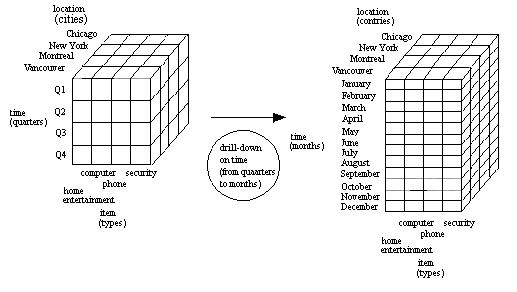 location
(cities)
Chicago
New York
Montreal
Vancouver
Q1
Q2
Q3
Q4
time
(quarters)
computer
security
phone
home
entertainment
item
(types)
drill-down
on time
(from quaarters
to months)
location
(contries)
Chicago
New York
Montreal
Vancouver
January
February
March
April
May
June
July
August
September
October
November
December
time
(months)
computer
security
phone
home
entertainment
item
(types)